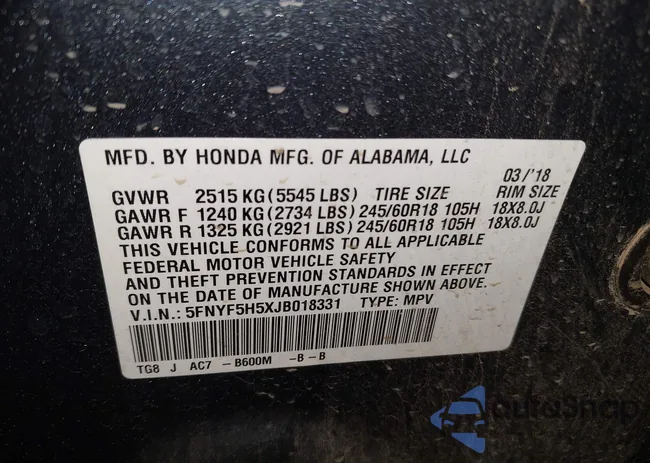 MFD. BY HONDA MFG. OF ALABAMA, LLC
03/'18
GVWR 2515 KG(5545 LBS) TIRE SIZE RIM SIZE
GAWR F 1240 KG(2734 LBS) 245/60R18 105H 18X8.0J
GAWR R 1325 KG(2921 LBS) 245/60R18 105H 18X8.0J
THIS VEHICLE CONFORMS TO ALL APPLICABLE
FEDERAL MOTOR VEHICLE SAFETY
AND THEFT PREVENTION STANDARDS IN EFFECT
ON THE DATE OF MANUFACTURE SHOWN ABOVE.
V.I.N.: 5FNYF5H5XJB018331 TYPE: MPV
TG8 J AC7 -B600M -B -B
autoSnap